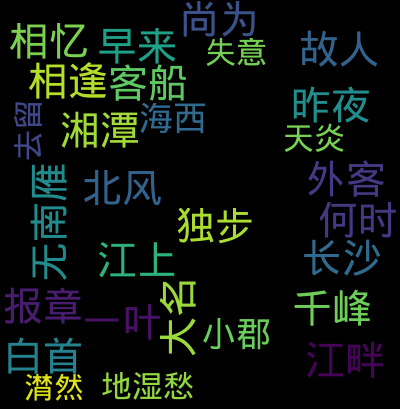 尚为
相忆
早来
失意
故人
相逢
客船
昨夜
海西
去留
湘潭
天炎
外客
北风
无南雁
独步
何时
江上
长沙
报章
一叶
大名
千峰
小郡
白首
江畔
潸然
地湿愁